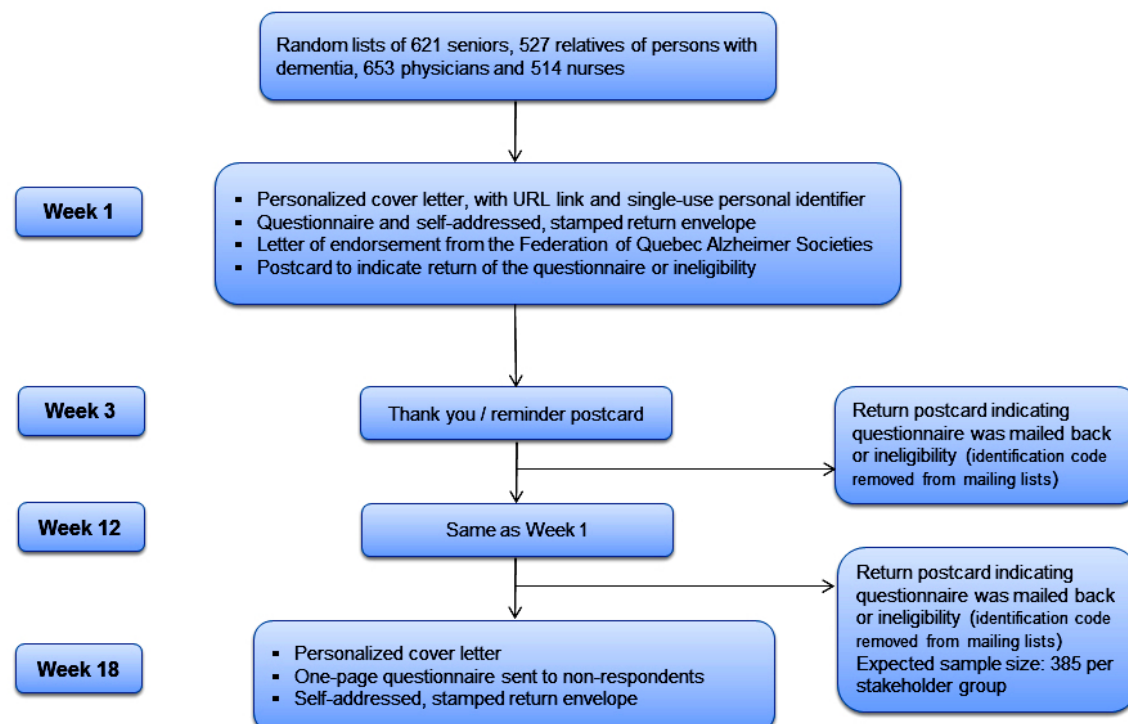 Random lists of 621 seniors, 527 relatives of persons with
dementia, 653 physicians and 514 nurses
Week 1
▪ Personalized cover letter, with URL link and single-use personal identifier
▪ Questionnaire and self-addressed, stamped return envelope
▪ Letter of endorsement from the Federation of Quebec Alzheimer Societies
▪ Postcard to indicate return of the questionnaire or ineligibility
Week 3
Thank you / reminder postcard
Return postcard indicating
questionnaire was mailed back
or ineligibility (identification code
removed from mailing lists)
Week 12
Same as Week 1
Return postcard indicating
questionnaire was mailed back
or ineligibility (identification code
removed from mailing lists)
Expected sample size: 385 per
stakeholder group
Week 18
▪ Personalized cover letter
▪ One-page questionnaire sent to non-respondents
▪ Self-addressed, stamped return envelope